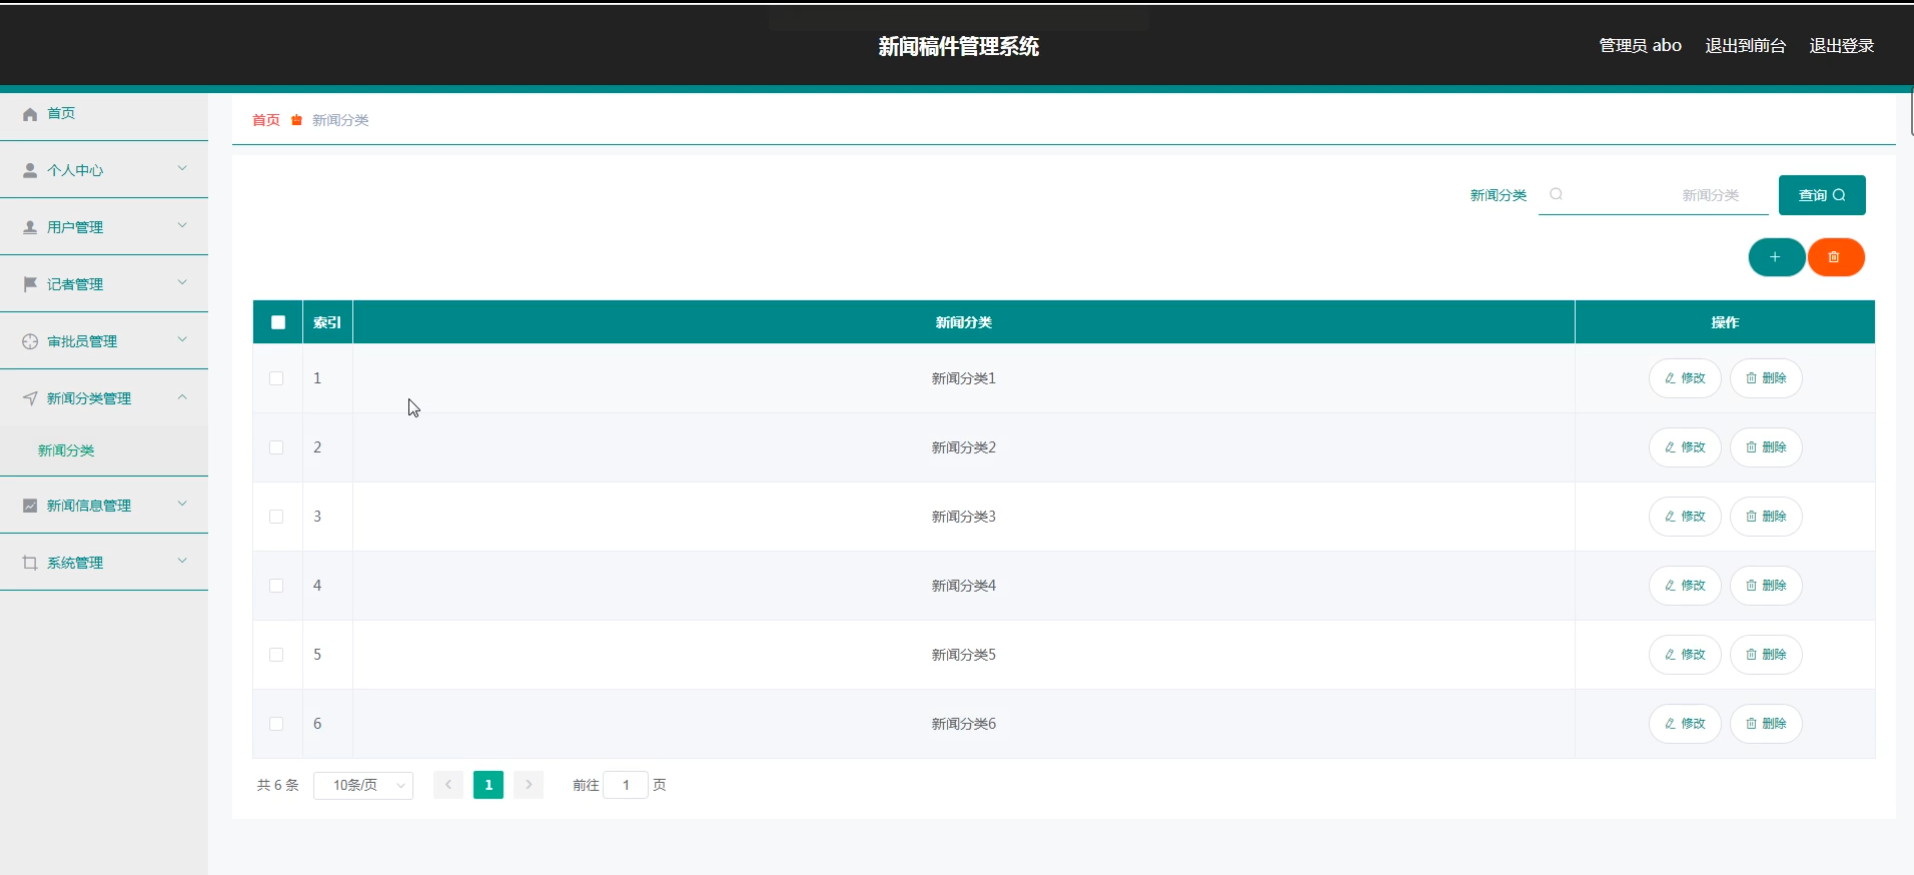 新闻稿件管理系统
管理员 abo 退出到前台 退出登录
首页
个人中心
用户管理
记者管理
审批员管理
新闻分类管理
新闻分类
新闻信息管理
系统管理
首页 新闻分类
新闻分类 新闻分类 查询
索引 新闻分类 操作
1 新闻分类1 修改 删除
2 新闻分类2 修改 删除
3 新闻分类3 修改 删除
4 新闻分类4 修改 删除
5 新闻分类5 修改 删除
6 新闻分类6 修改 删除
共 6 条 10条/页 1 前往 1 页